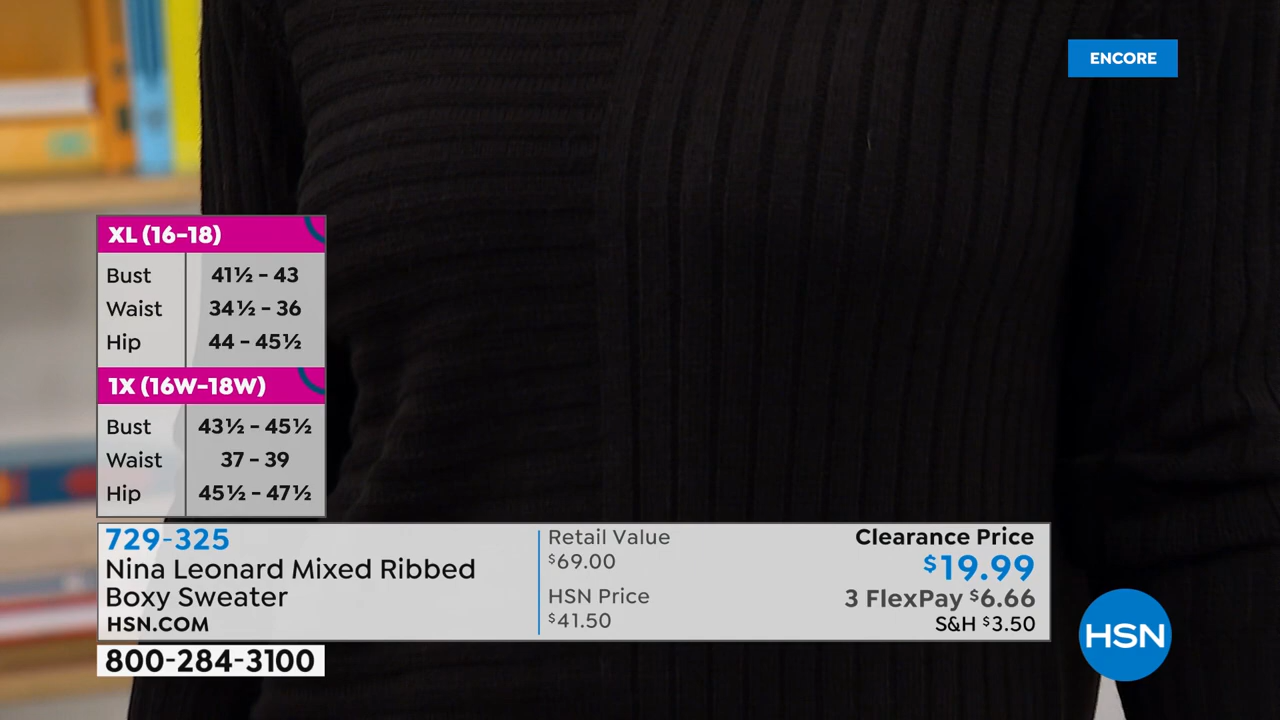 ENCORE
XL (16-18)
Bust 41½ - 43
Waist 34½ - 36
Hip 44 - 45½
1X (16W-18W)
Bust 43½ - 45½
Waist 37 - 39
Hip 45½ - 47½
729-325
Nina Leonard Mixed Ribbed
Boxy Sweater
HSN.COM
Retail Value
$69.00
HSN Price
$41.50
Clearance Price
$19.99
3 FlexPay $6.66
S&H $3.50
800-284-3100
HSN